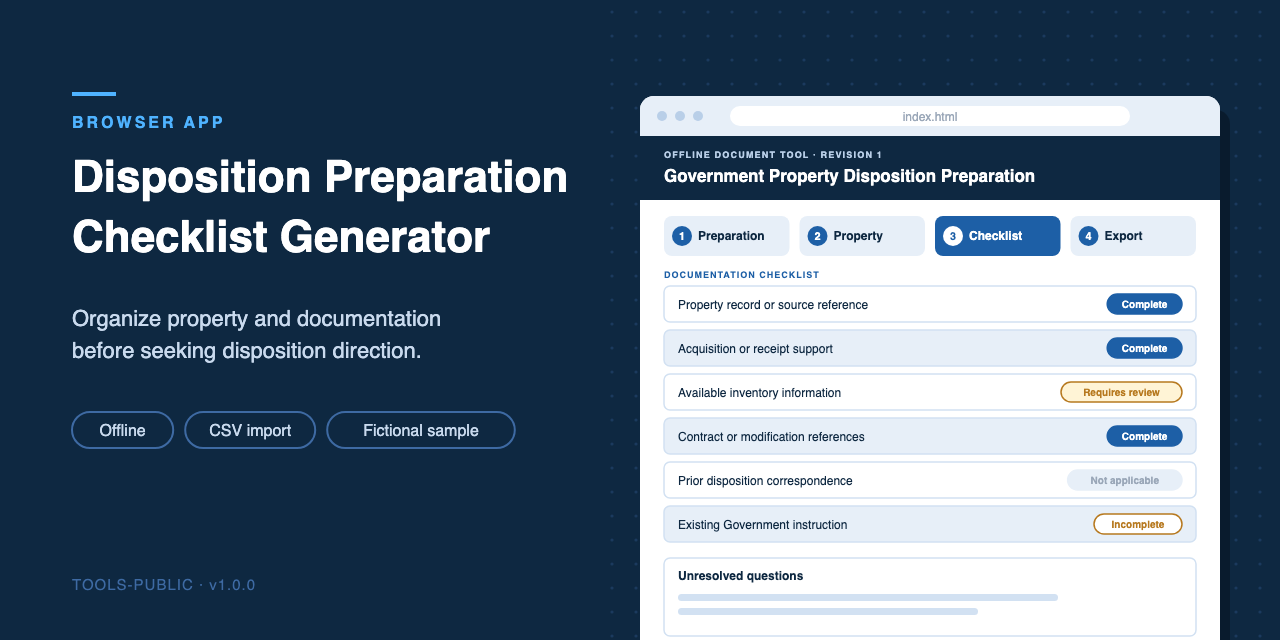 BROWSER APP
Disposition Preparation
Checklist Generator
Organize property and documentation
before seeking disposition direction.
Offline
CSV import
Fictional sample
TOOLS-PUBLIC · v1.0.0
index.html
OFFLINE DOCUMENT TOOL · REVISION 1
Government Property Disposition Preparation
1 Preparation
2 Property
3 Checklist
4 Export
DOCUMENTATION CHECKLIST
Property record or source reference Complete
Acquisition or receipt support Complete
Available inventory information Requires review
Contract or modification references Complete
Prior disposition correspondence Not applicable
Existing Government instruction Incomplete
Unresolved questions